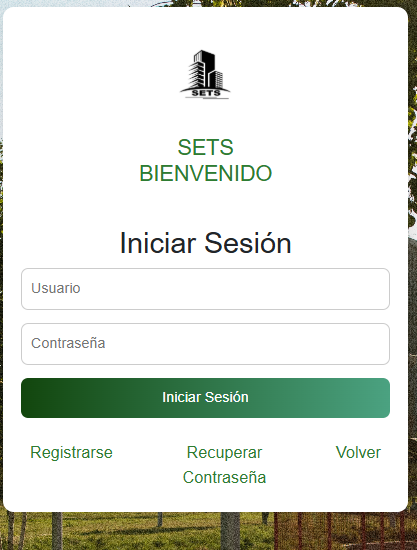 SETS
SETS
BIENVENIDO
Iniciar Sesión
Usuario
Contraseña
Iniciar Sesión
Registrarse
Recuperar
Contraseña
Volver